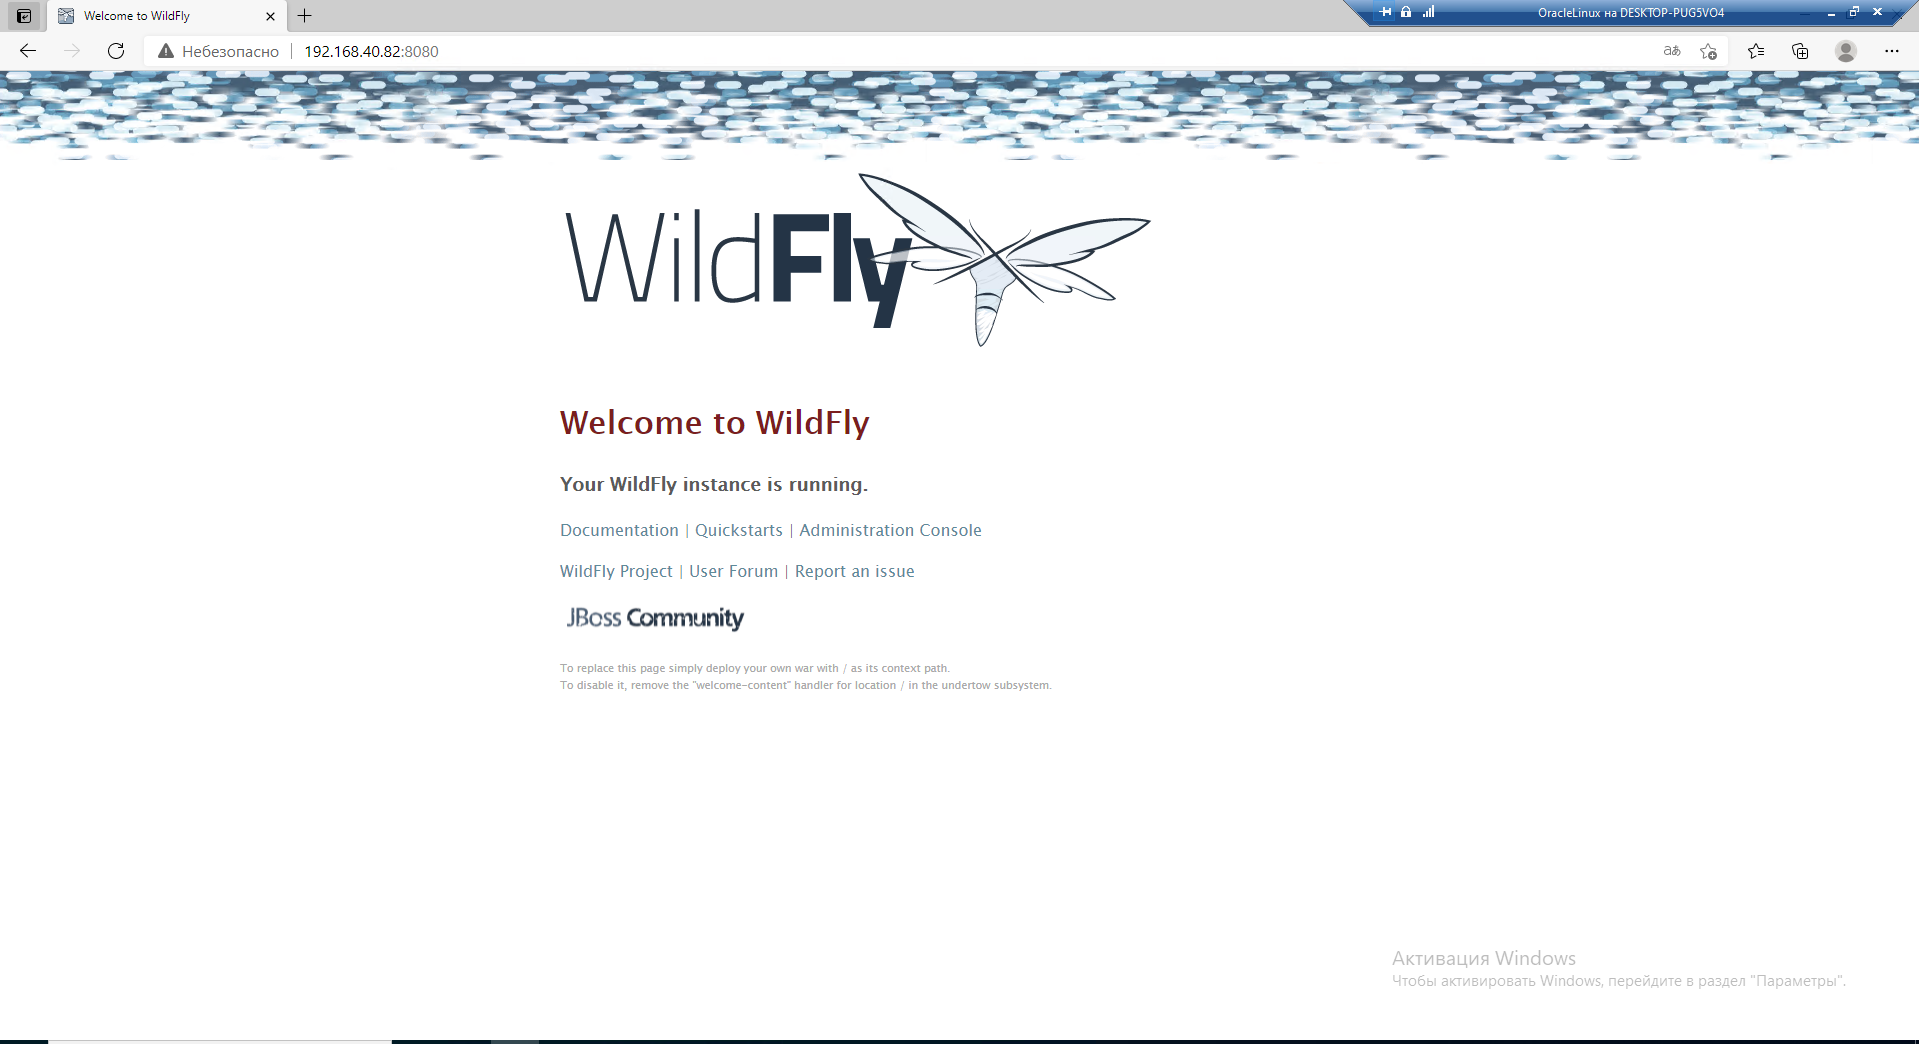 Welcome to WildFly
OracleLinux на DESKTOP-PUG5VO4
Небезопасно
192.168.40.82:8080
aあ
WildFly
Welcome to WildFly
Your WildFly instance is running.
Documentation | Quickstarts | Administration Console
WildFly Project | User Forum | Report an issue
JBoss Community
To replace this page simply deploy your own war with / as its context path.
To disable it, remove the "welcome-content" handler for location / in the undertow subsystem.
Активация Windows
Чтобы активировать Windows, перейдите в раздел "Параметры".